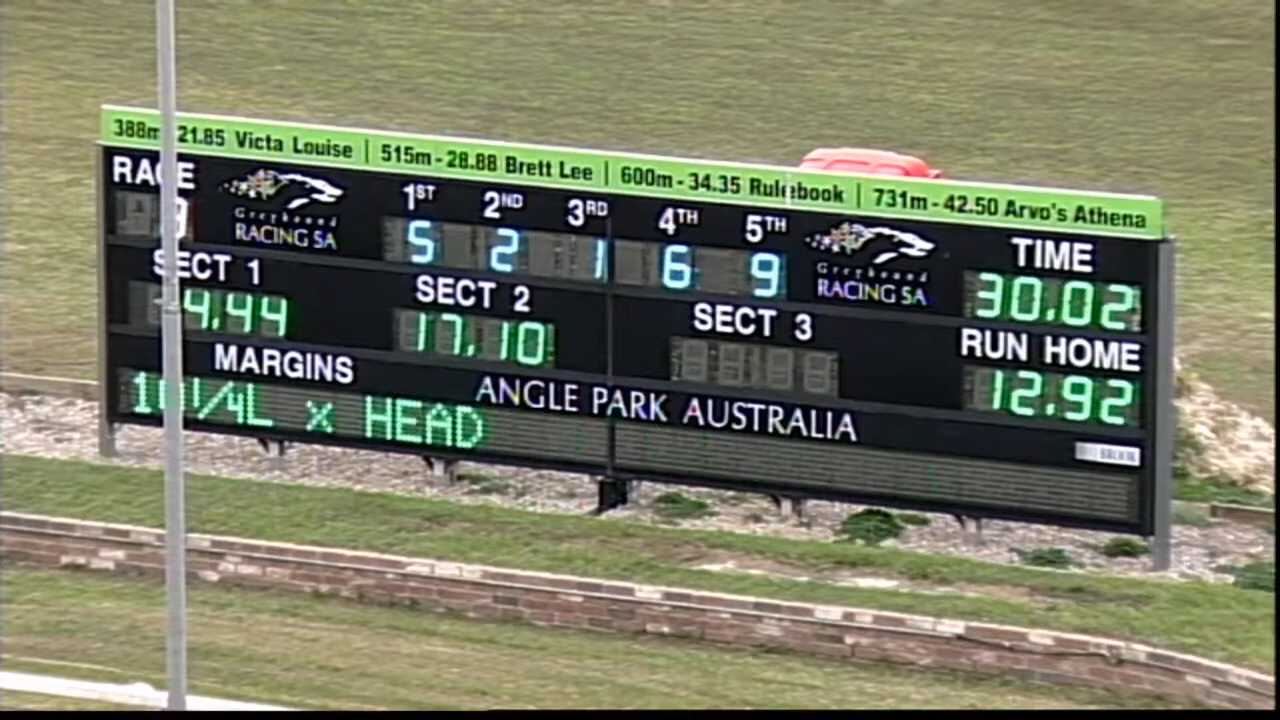 388m 21.85 Victa Louise | 515m - 28.88 Brett Lee | 600m - 34.35 Rulebook | 731m - 42.50 Arvo's Athena
RACE
Greyhound
RACING SA
1ST 2ND 3RD 4TH 5TH
5 2 1 6 9
Greyhound
RACING SA
TIME
30.02
SECT 1
4.44
SECT 2
17.10
SECT 3
RUN HOME
12.92
MARGINS
1/4L x HEAD
ANGLE PARK AUSTRALIA